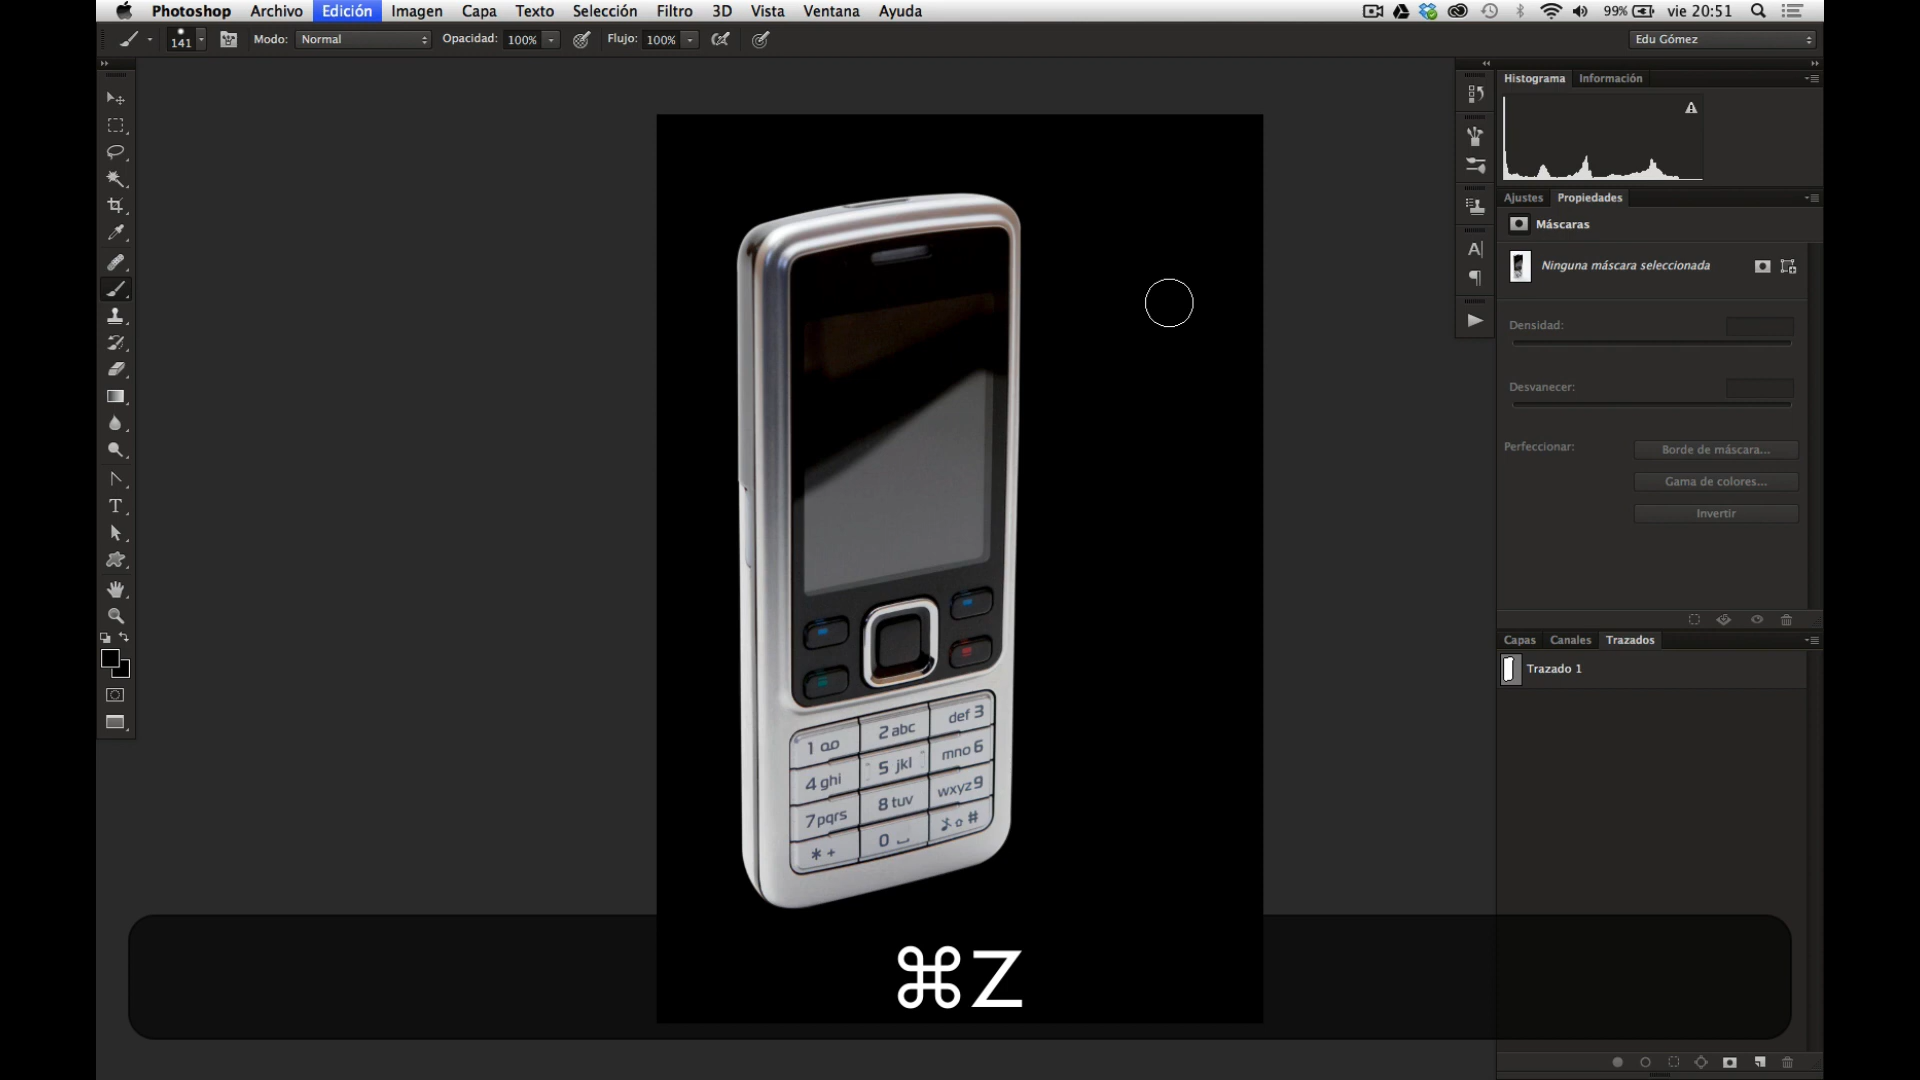 Photoshop Archivo Edición Imagen Capa Texto Selección Filtro 3D Vista Ventana Ayuda 99% vie 20:51
141 Modo: Normal Opacidad: 100% Flujo: 100% Edu Gómez
Histograma Información
Ajustes Propiedades
Máscaras
Ninguna máscara seleccionada
Densidad:
Desvanecer:
Perfeccionar: Borde de máscara...
Gama de colores...
Invertir
Capas Canales Trazados
Trazado 1
1 2 abc def 3
4 ghi 5 jkl mno 6
7 pqrs 8 tuv wxyz 9
* + 0 #
⌘Z